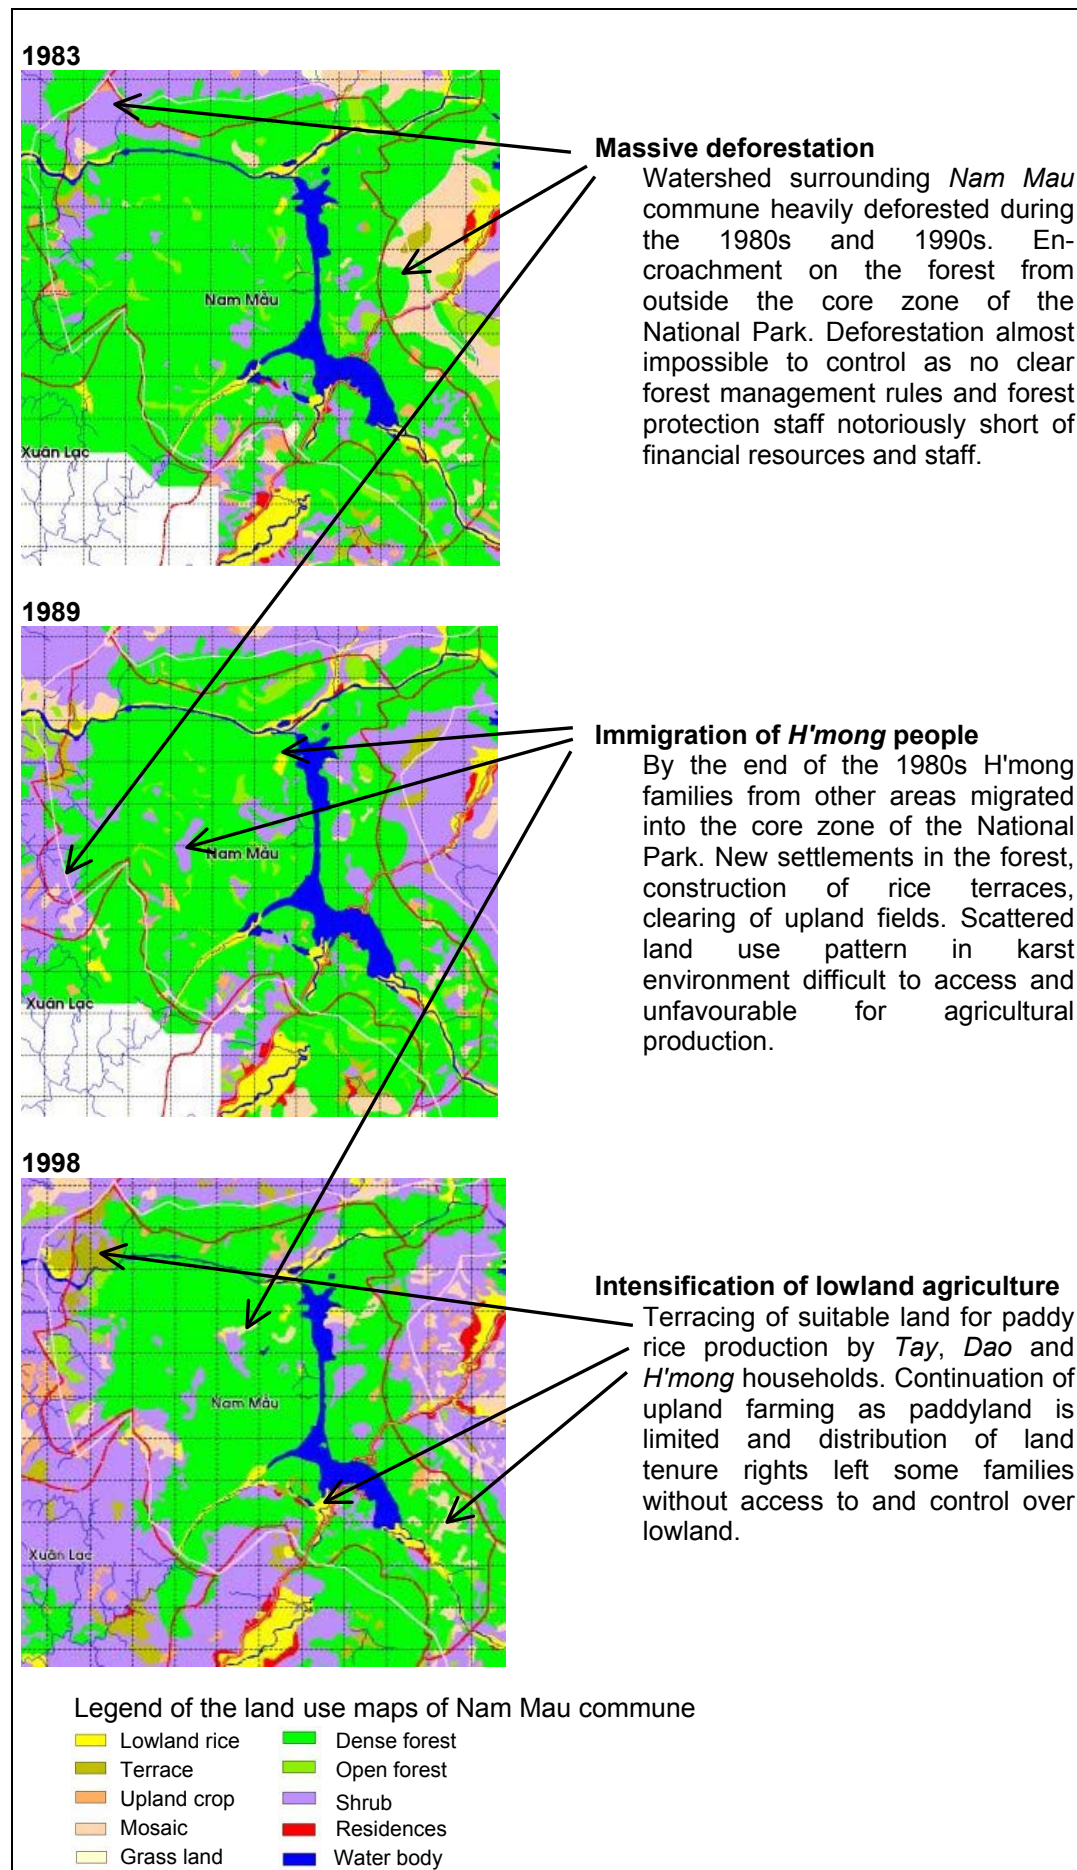 1983
Nam Mẫu
Xuân Lạc
Massive deforestation
Watershed surrounding Nam Mau
commune heavily deforested during
the 1980s and 1990s. En-
croachment on the forest from
outside the core zone of the
National Park. Deforestation almost
impossible to control as no clear
forest management rules and forest
protection staff notoriously short of
financial resources and staff.
1989
Nam Mẫu
Xuân Lạc
Immigration of H'mong people
By the end of the 1980s H'mong
families from other areas migrated
into the core zone of the National
Park. New settlements in the forest,
construction of rice terraces,
clearing of upland fields. Scattered
land use pattern in karst
environment difficult to access and
unfavourable for agricultural
production.
1998
Nam Mẫu
Xuân Lạc
Intensification of lowland agriculture
Terracing of suitable land for paddy
rice production by Tay, Dao and
H'mong households. Continuation of
upland farming as paddyland is
limited and distribution of land
tenure rights left some families
without access to and control over
lowland.
Legend of the land use maps of Nam Mau commune
Lowland rice
Terrace
Upland crop
Mosaic
Grass land
Dense forest
Open forest
Shrub
Residences
Water body